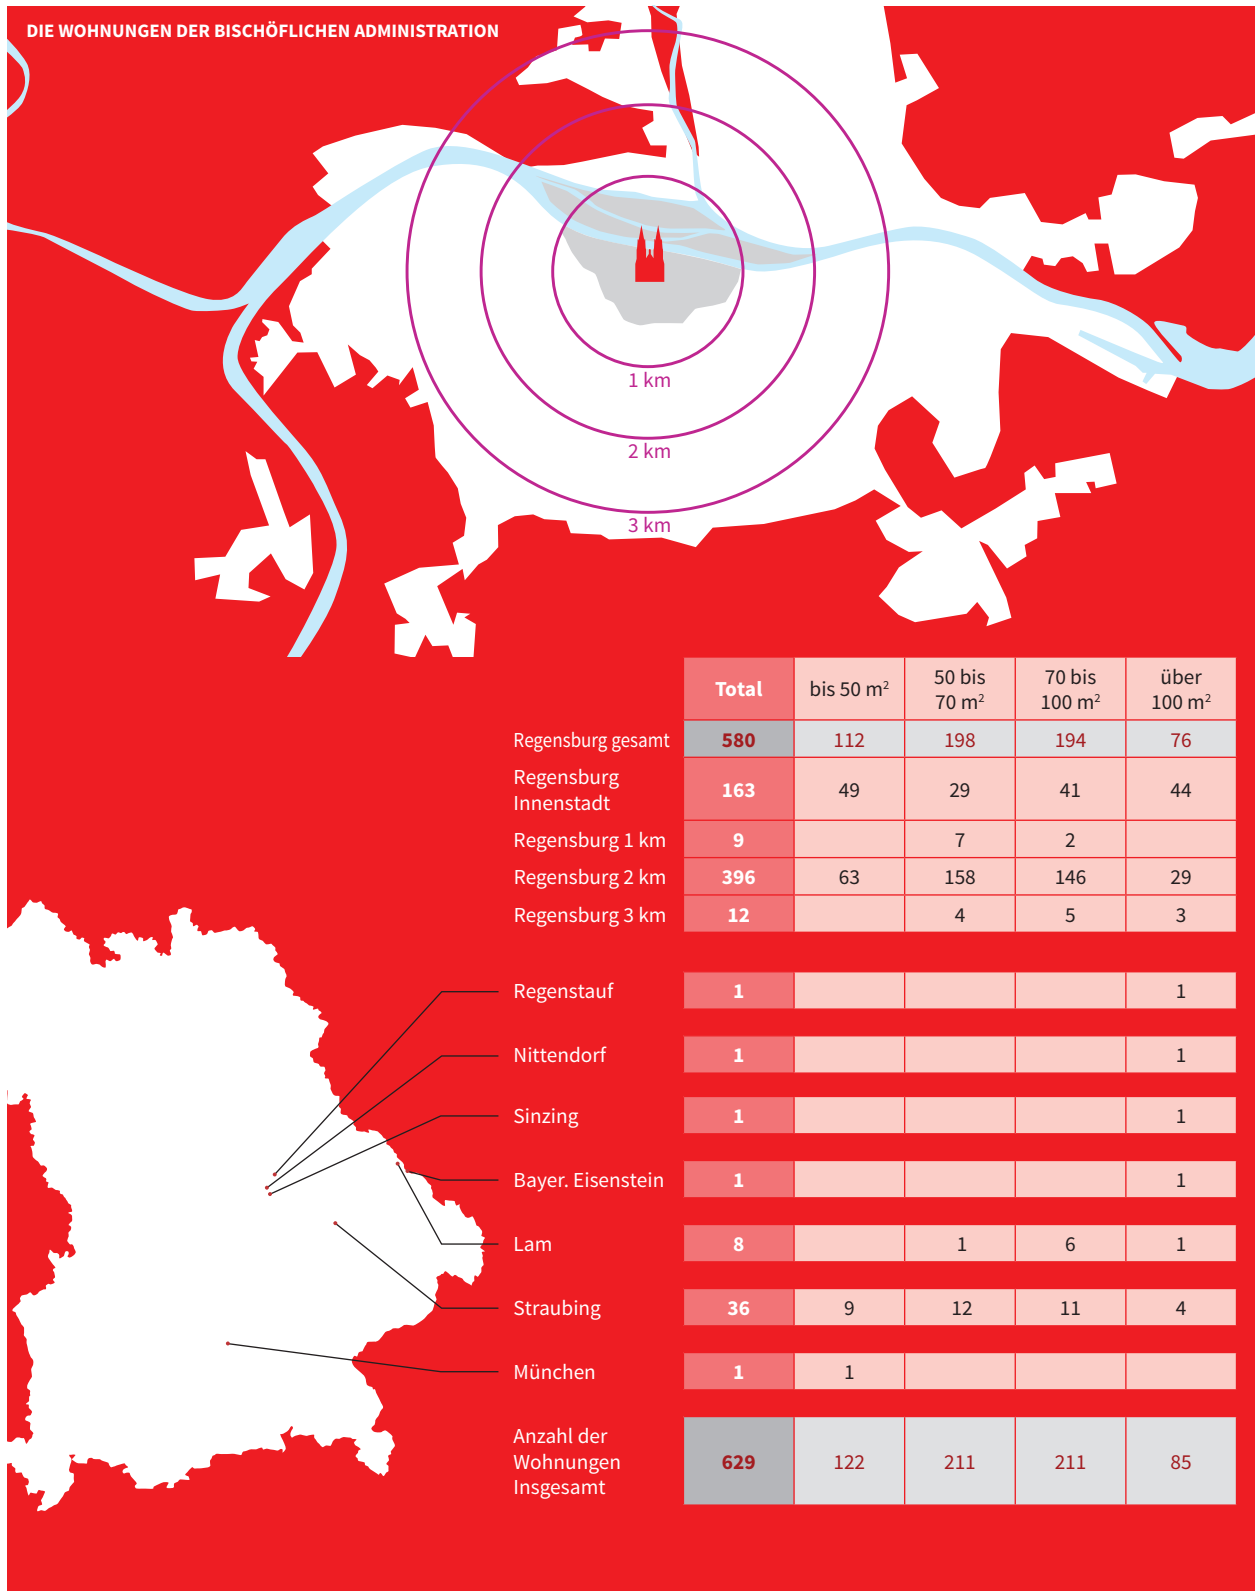 DIE WOHNUNGEN DER BISCHÖFLICHEN ADMINISTRATION
1 km
2 km
3 km
Total bis 50 m² 50 bis 70 m² 70 bis 100 m² über 100 m²
Regensburg gesamt 580 112 198 194 76
Regensburg
Innenstadt 163 49 29 41 44
Regensburg 1 km 9 7 2
Regensburg 2 km 396 63 158 146 29
Regensburg 3 km 12 4 5 3
Regenstauf 1 1
Nittendorf 1 1
Sinzing 1 1
Bayer. Eisenstein 1 1
Lam 8 1 6 1
Straubing 36 9 12 11 4
München 1 1
Anzahl der
Wohnungen 629 122 211 211 85
Insgesamt